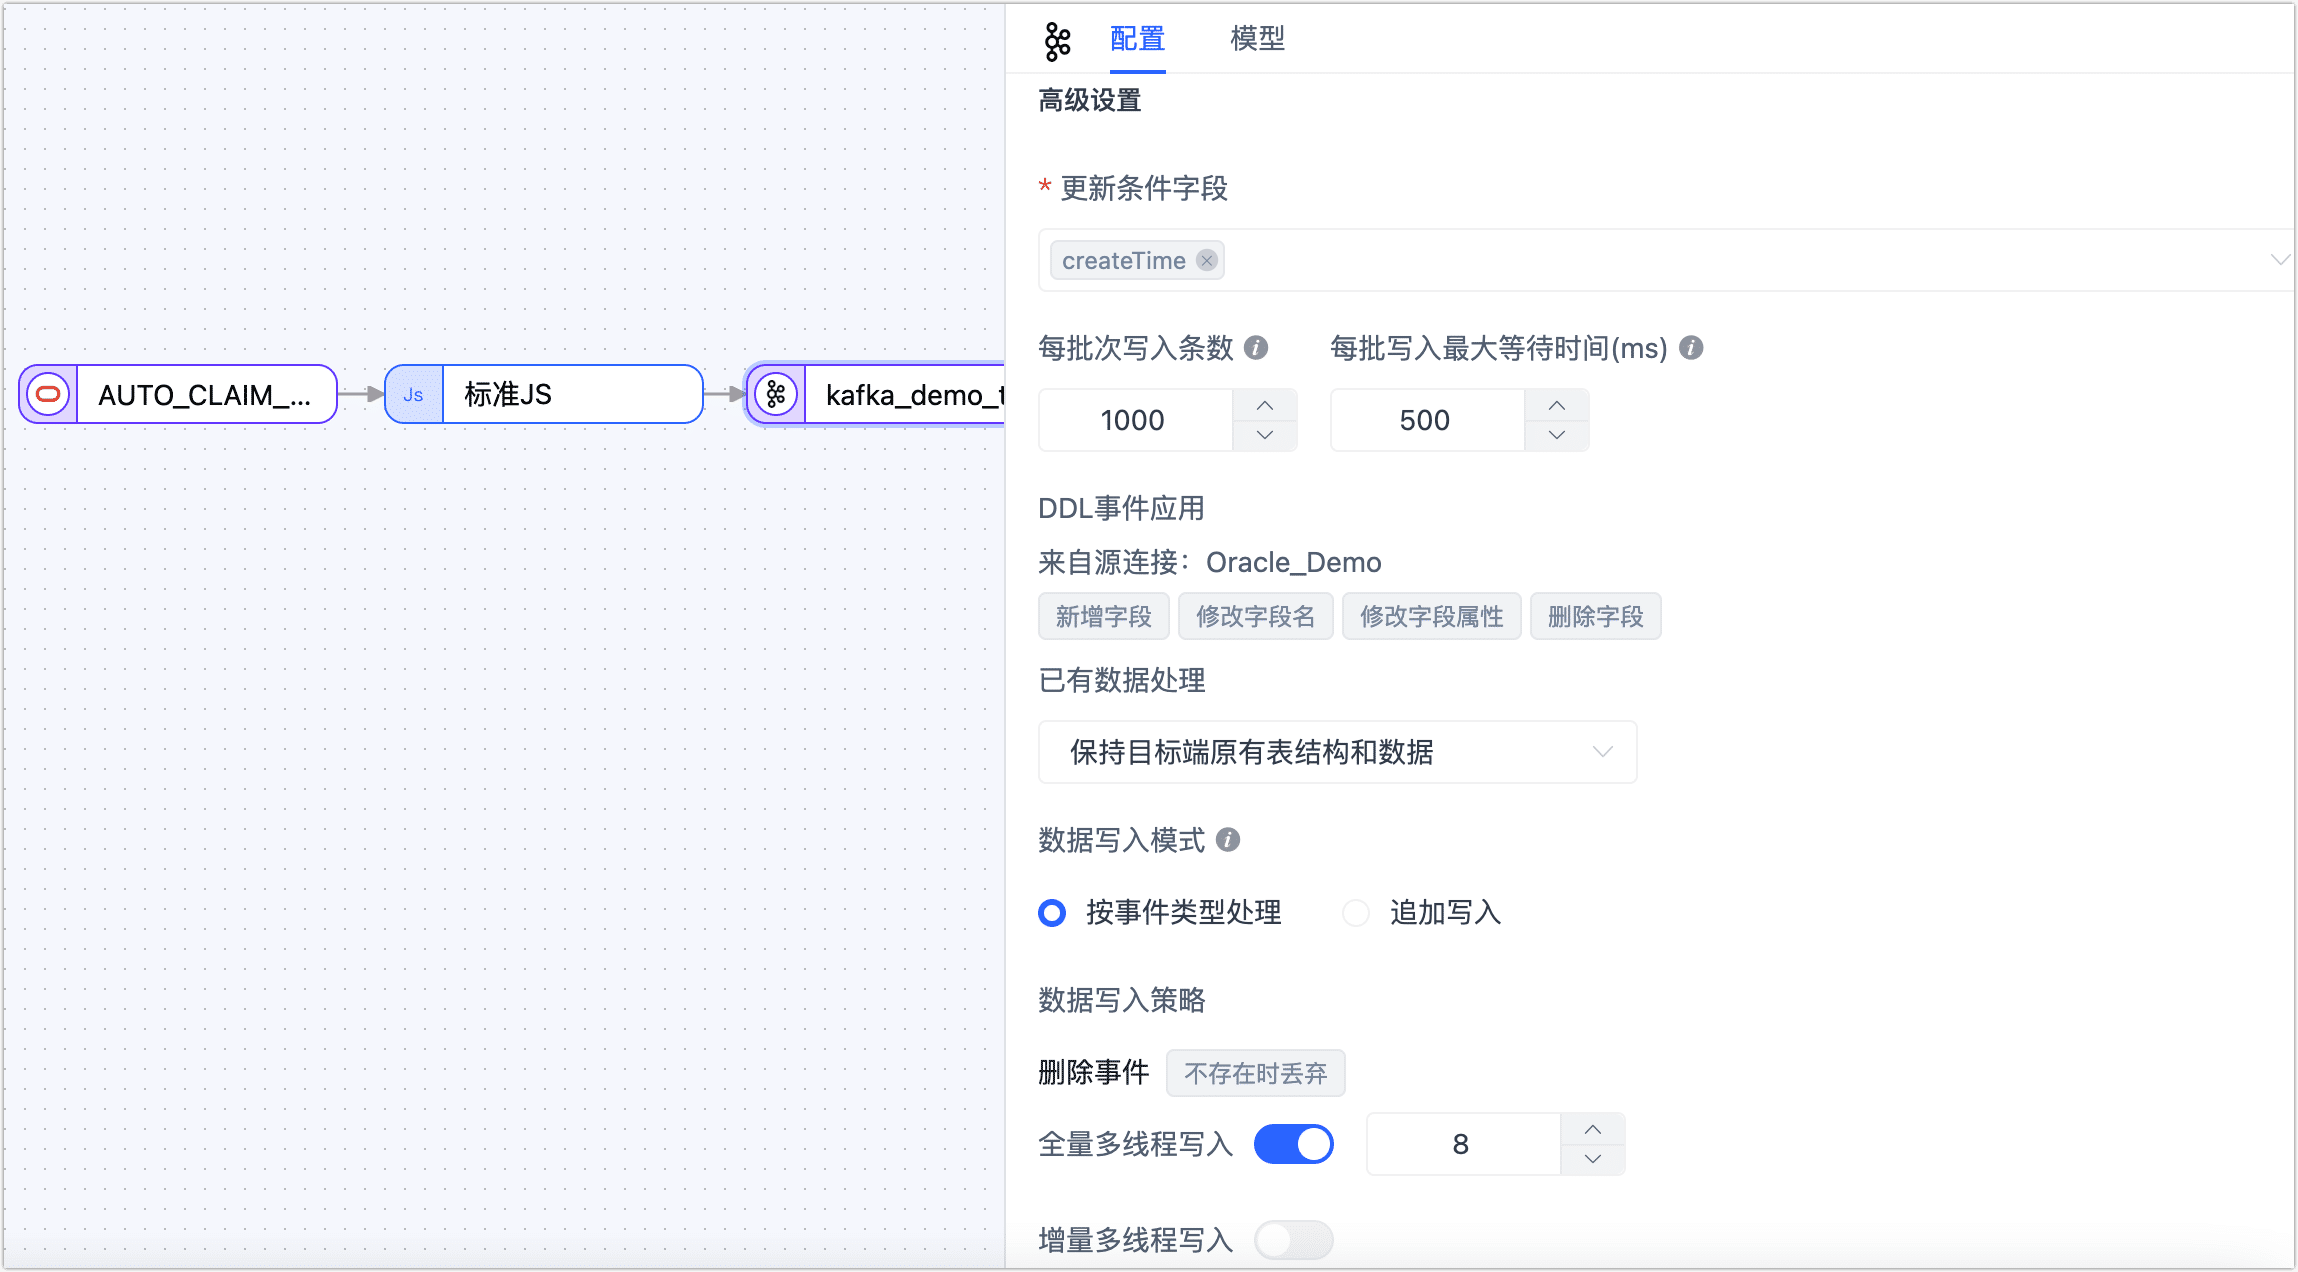 配置 模型
高级设置
* 更新条件字段
createTime
每批次写入条数 每批写入最大等待时间(ms)
1000 500
AUTO_CLAIM_... Js 标准JS kafka_demo_t
DDL事件应用
来自源连接：Oracle_Demo
新增字段 修改字段名 修改字段属性 删除字段
已有数据处理
保持目标端原有表结构和数据
数据写入模式
按事件类型处理 追加写入
数据写入策略
删除事件 不存在时丢弃
全量多线程写入 8
增量多线程写入